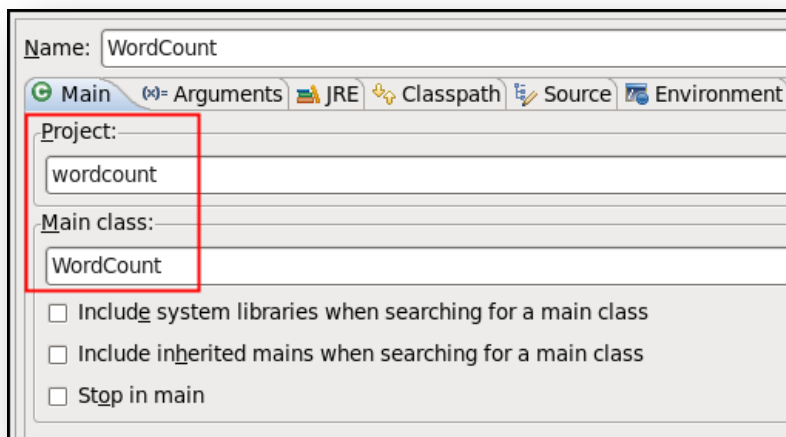 Name: WordCount
Main (x)= Arguments JRE Classpath Source Environment
Project:
wordcount
Main class:
WordCount
Include system libraries when searching for a main class
Include inherited mains when searching for a main class
Stop in main